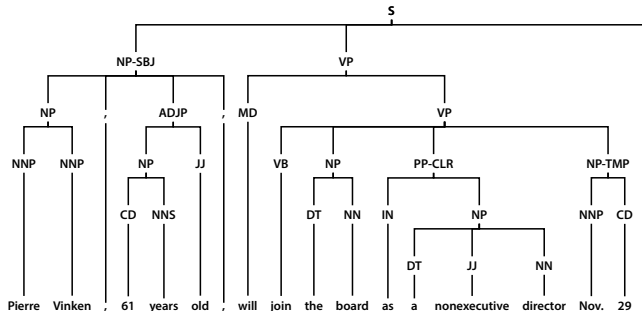 S
NP-SBJ VP
NP , ADJP , MD VP
NNP NNP NP JJ VB NP PP-CLR NP-TMP
CD NNS DT NN IN NP NNP CD
DT JJ NN
Pierre Vinken , 61 years old , will join the board as a nonexecutive director Nov. 29